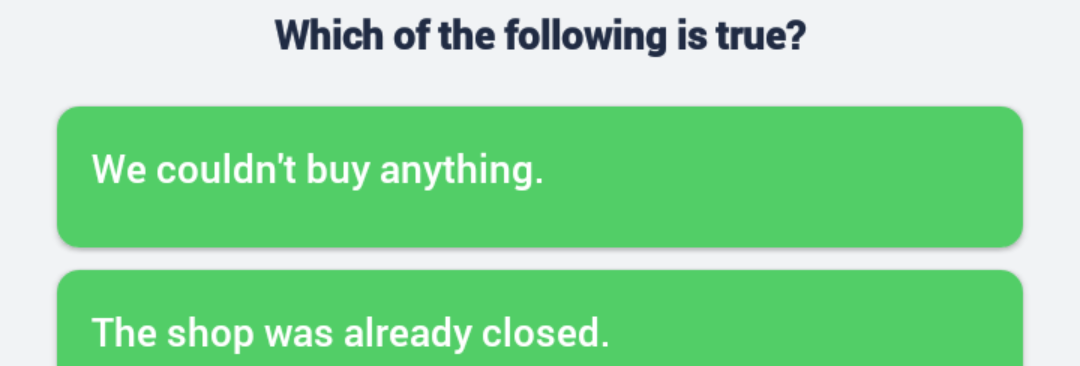 Which of the following is true?
We couldn't buy anything.
The shop was already closed.